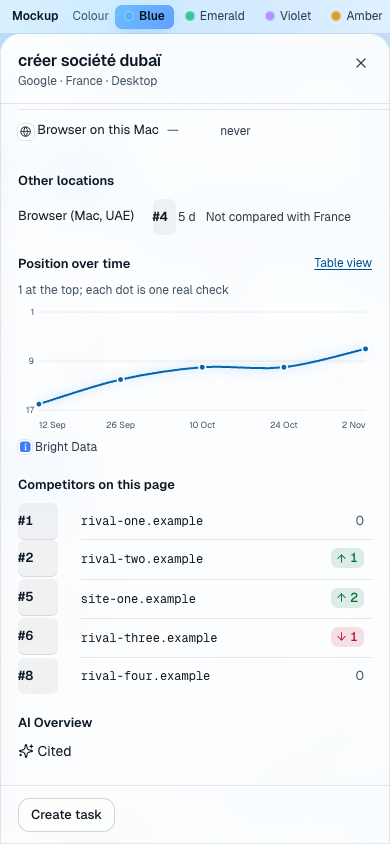 Mockup Colour Blue Emerald Violet Amber
créer société dubaï
Google · France · Desktop
Browser on this Mac — never
Other locations
Browser (Mac, UAE) #4 5 d Not compared with France
Position over time Table view
1 at the top; each dot is one real check
1
9
17
12 Sep 26 Sep 10 Oct 24 Oct 2 Nov
Bright Data
Competitors on this page
#1 rival-one.example 0
#2 rival-two.example ↑ 1
#5 site-one.example ↑ 2
#6 rival-three.example ↓ 1
#8 rival-four.example 0
AI Overview
Cited
Create task